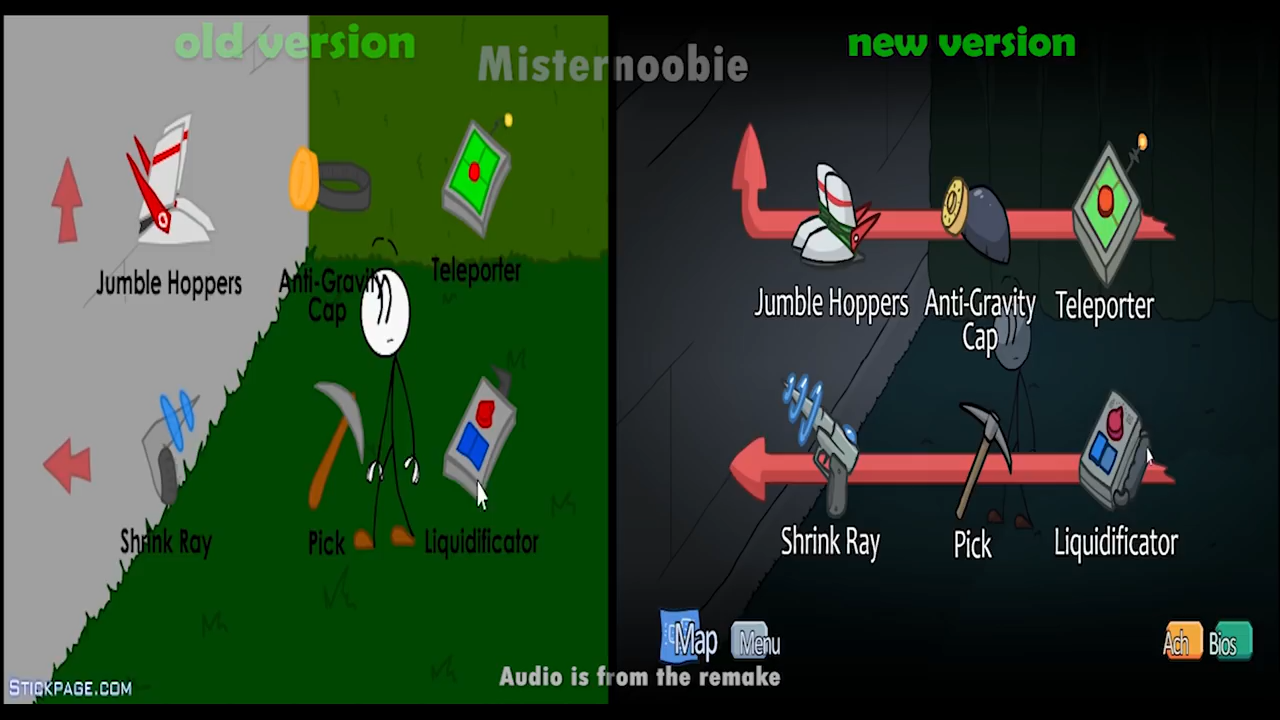 old version
new version
Misternoobie
Jumble Hoppers
Anti-Gravity
Cap
Teleporter
Shrink Ray
Pick
Liquidificator
Jumble Hoppers
Anti-Gravity
Cap
Teleporter
Shrink Ray
Pick
Liquidificator
Map
Menu
Ach
Bios
Audio is from the remake
STICKPAGE.COM